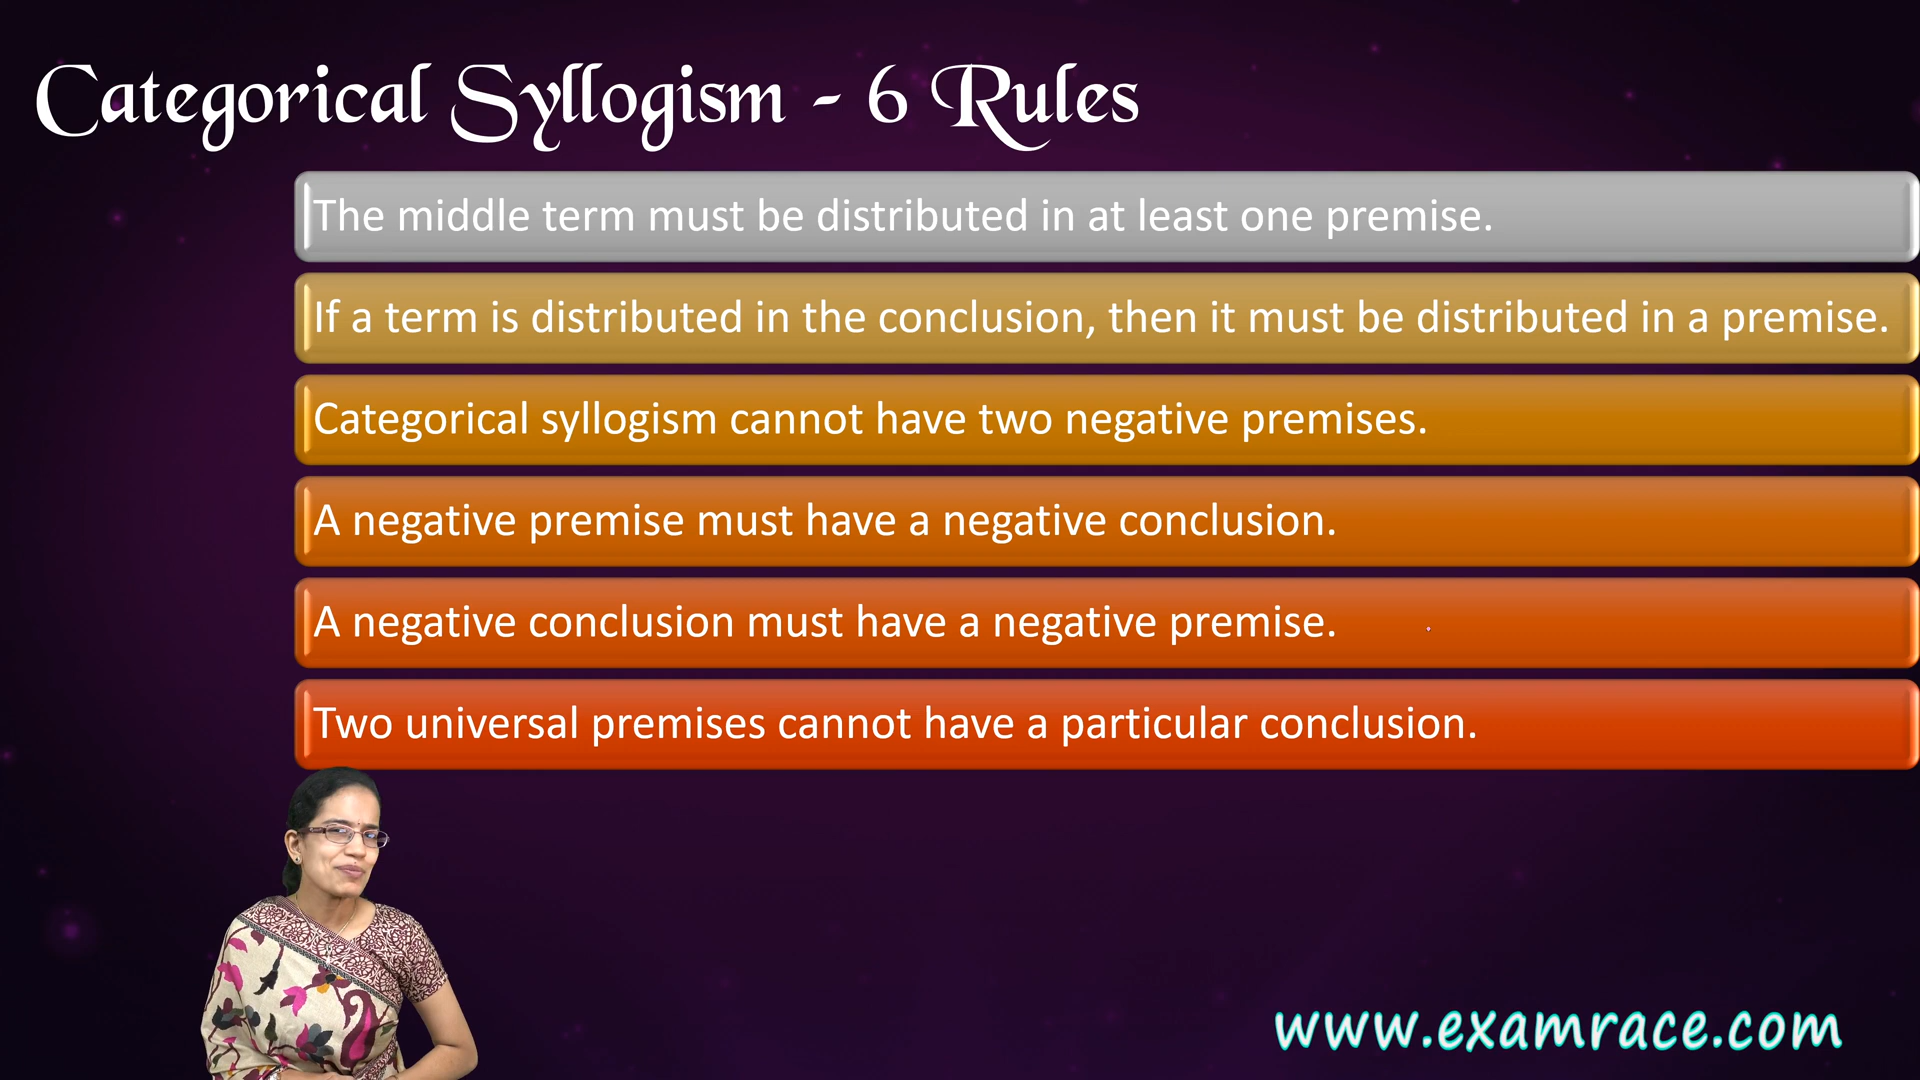 Categorical Syllogism - 6 Rules
The middle term must be distributed in at least one premise.
If a term is distributed in the conclusion, then it must be distributed in a premise.
Categorical syllogism cannot have two negative premises.
A negative premise must have a negative conclusion.
A negative conclusion must have a negative premise.
Two universal premises cannot have a particular conclusion.
www.examrace.com